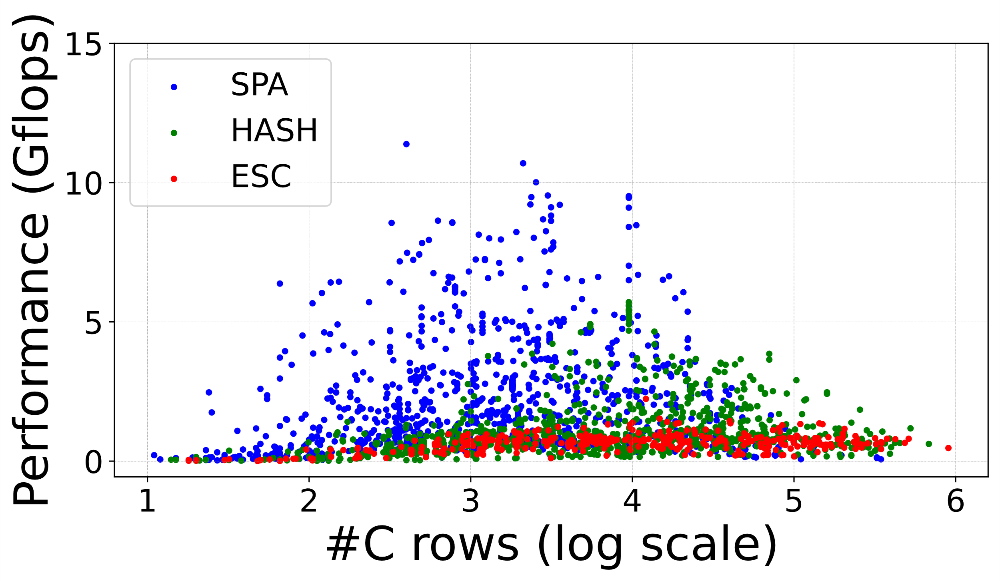 Performance (Gflops)
15
10
5
0
SPA
HASH
ESC
1 2 3 4 5 6
#C rows (log scale)